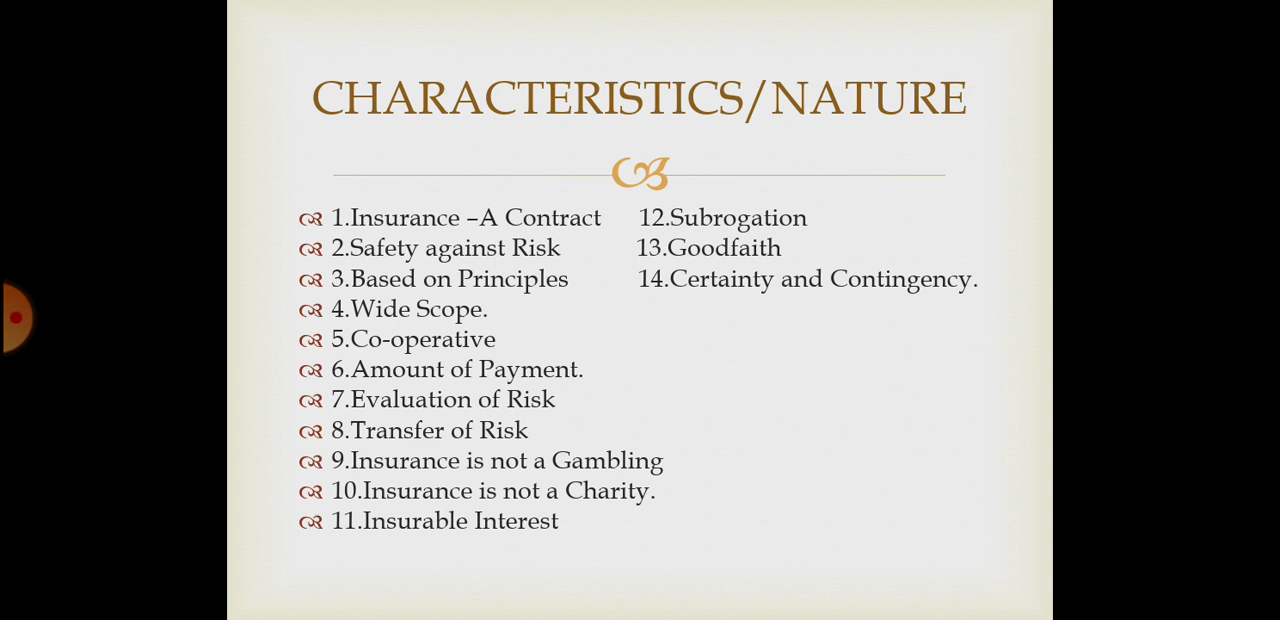 CHARACTERISTICS/NATURE
1.Insurance –A Contract 12.Subrogation
2.Safety against Risk 13.Goodfaith
3.Based on Principles 14.Certainty and Contingency.
4.Wide Scope.
5.Co-operative
6.Amount of Payment.
7.Evaluation of Risk
8.Transfer of Risk
9.Insurance is not a Gambling
10.Insurance is not a Charity.
11.Insurable Interest